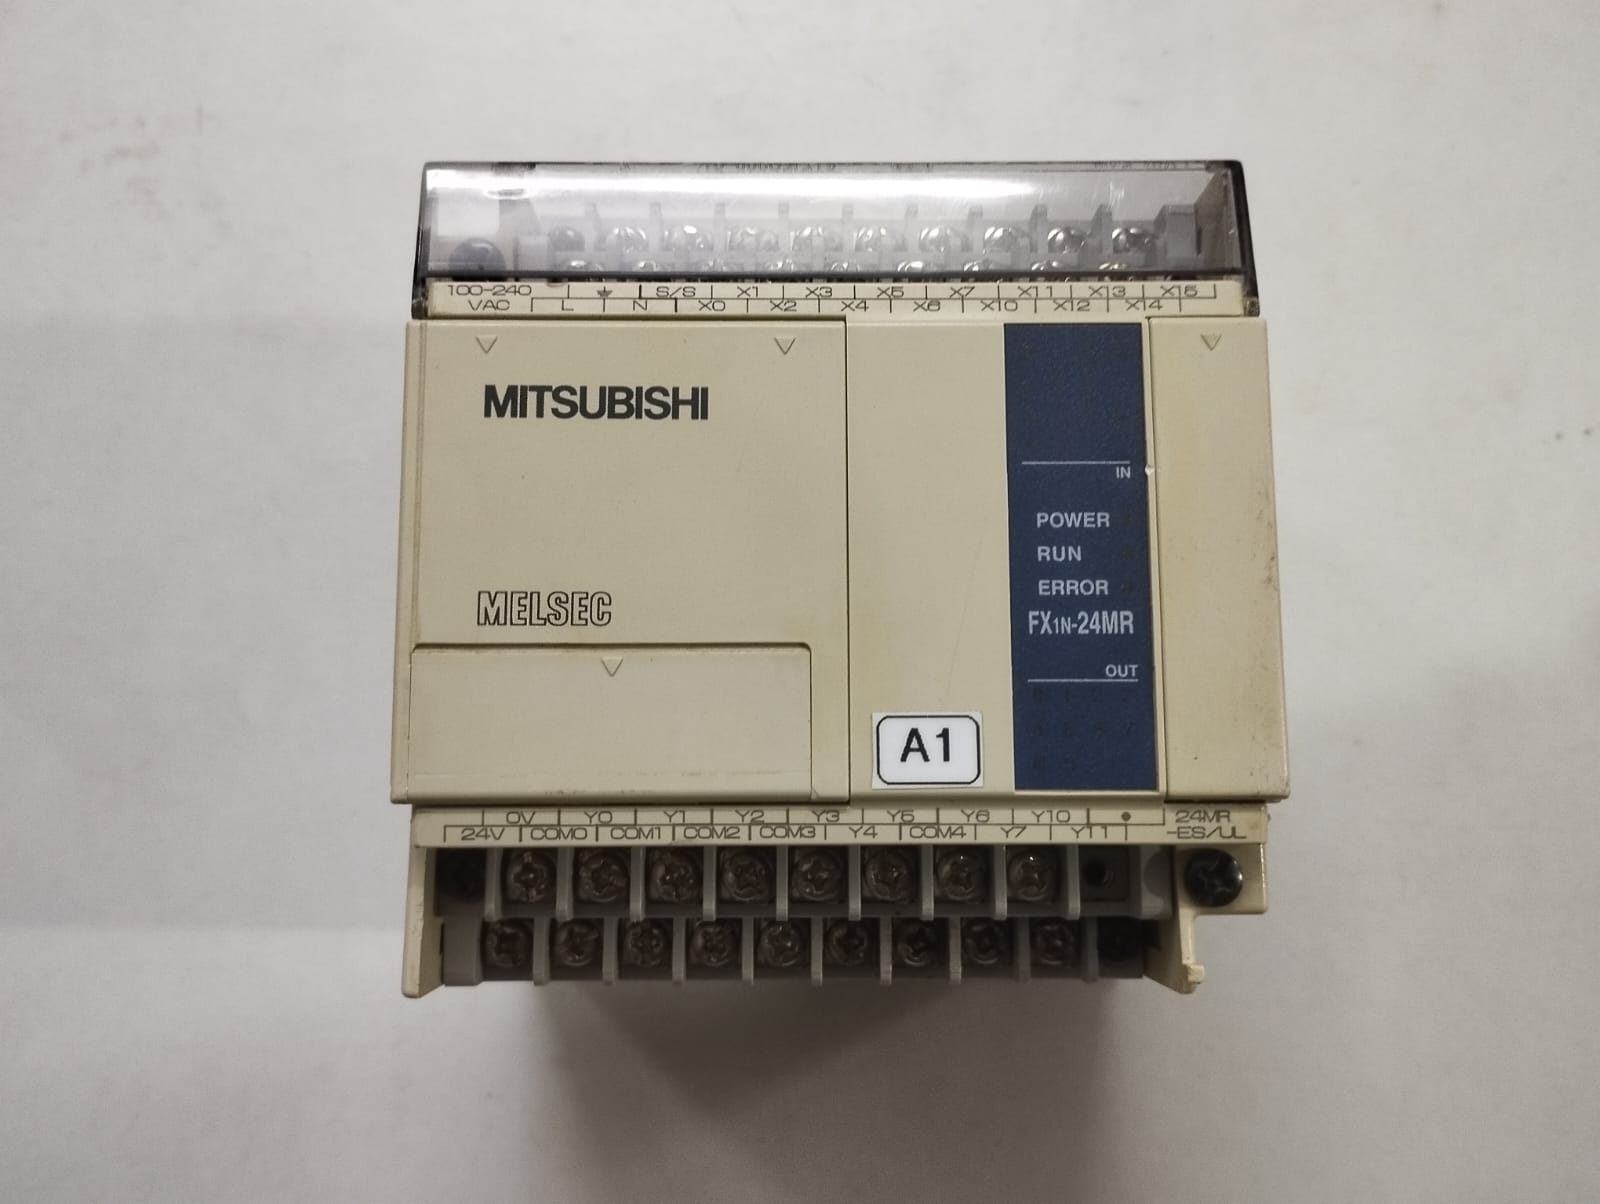 100-240 ⏚ S/S X1 X3 X5 X7 X11 X13 X15
VAC L N X0 X2 X4 X6 X10 X12 X14
MITSUBISHI
IN
POWER
RUN
ERROR
MELSEC
FX1N-24MR
OUT
A1
0V Y0 Y1 Y2 Y3 Y5 Y6 Y10 • 24MR
24V COM0 COM1 COM2 COM3 Y4 COM4 Y7 Y11 -ES/UL